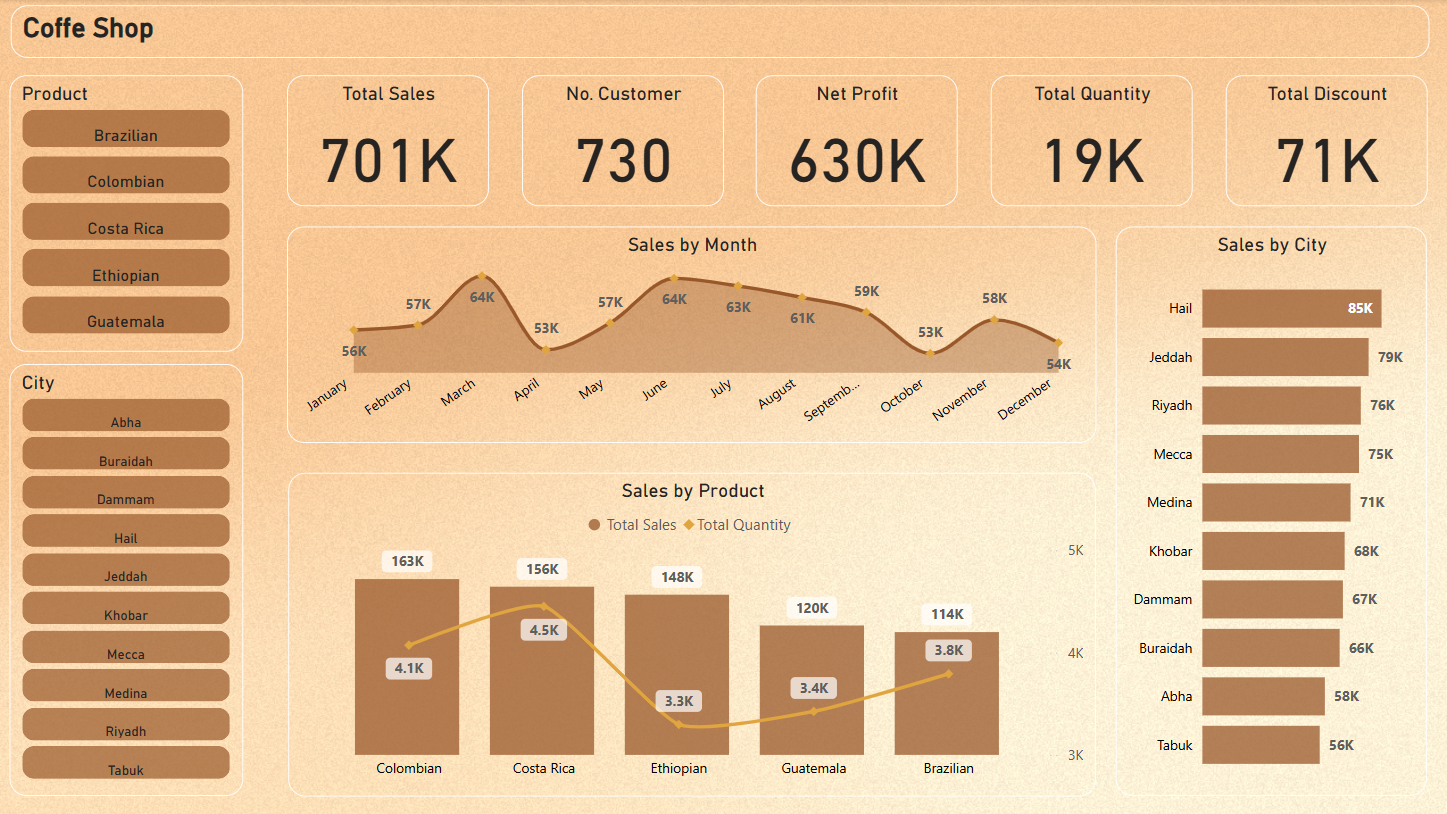 Coffe Shop
Product
Brazilian
Colombian
Costa Rica
Ethiopian
Guatemala
City
Abha
Buraidah
Dammam
Hail
Jeddah
Khobar
Mecca
Medina
Riyadh
Tabuk
Total Sales
701K
No. Customer
730
Net Profit
630K
Total Quantity
19K
Total Discount
71K
Sales by Month
56K
57K
64K
53K
57K
64K
63K
61K
59K
53K
58K
54K
January
February
March
April
May
June
July
August
Septemb...
October
November
December
Sales by Product
Total Sales
Total Quantity
163K
156K
148K
120K
114K
4.1K
4.5K
3.3K
3.4K
3.8K
5K
4K
3K
Colombian
Costa Rica
Ethiopian
Guatemala
Brazilian
Sales by City
Hail 85K
Jeddah 79K
Riyadh 76K
Mecca 75K
Medina 71K
Khobar 68K
Dammam 67K
Buraidah 66K
Abha 58K
Tabuk 56K